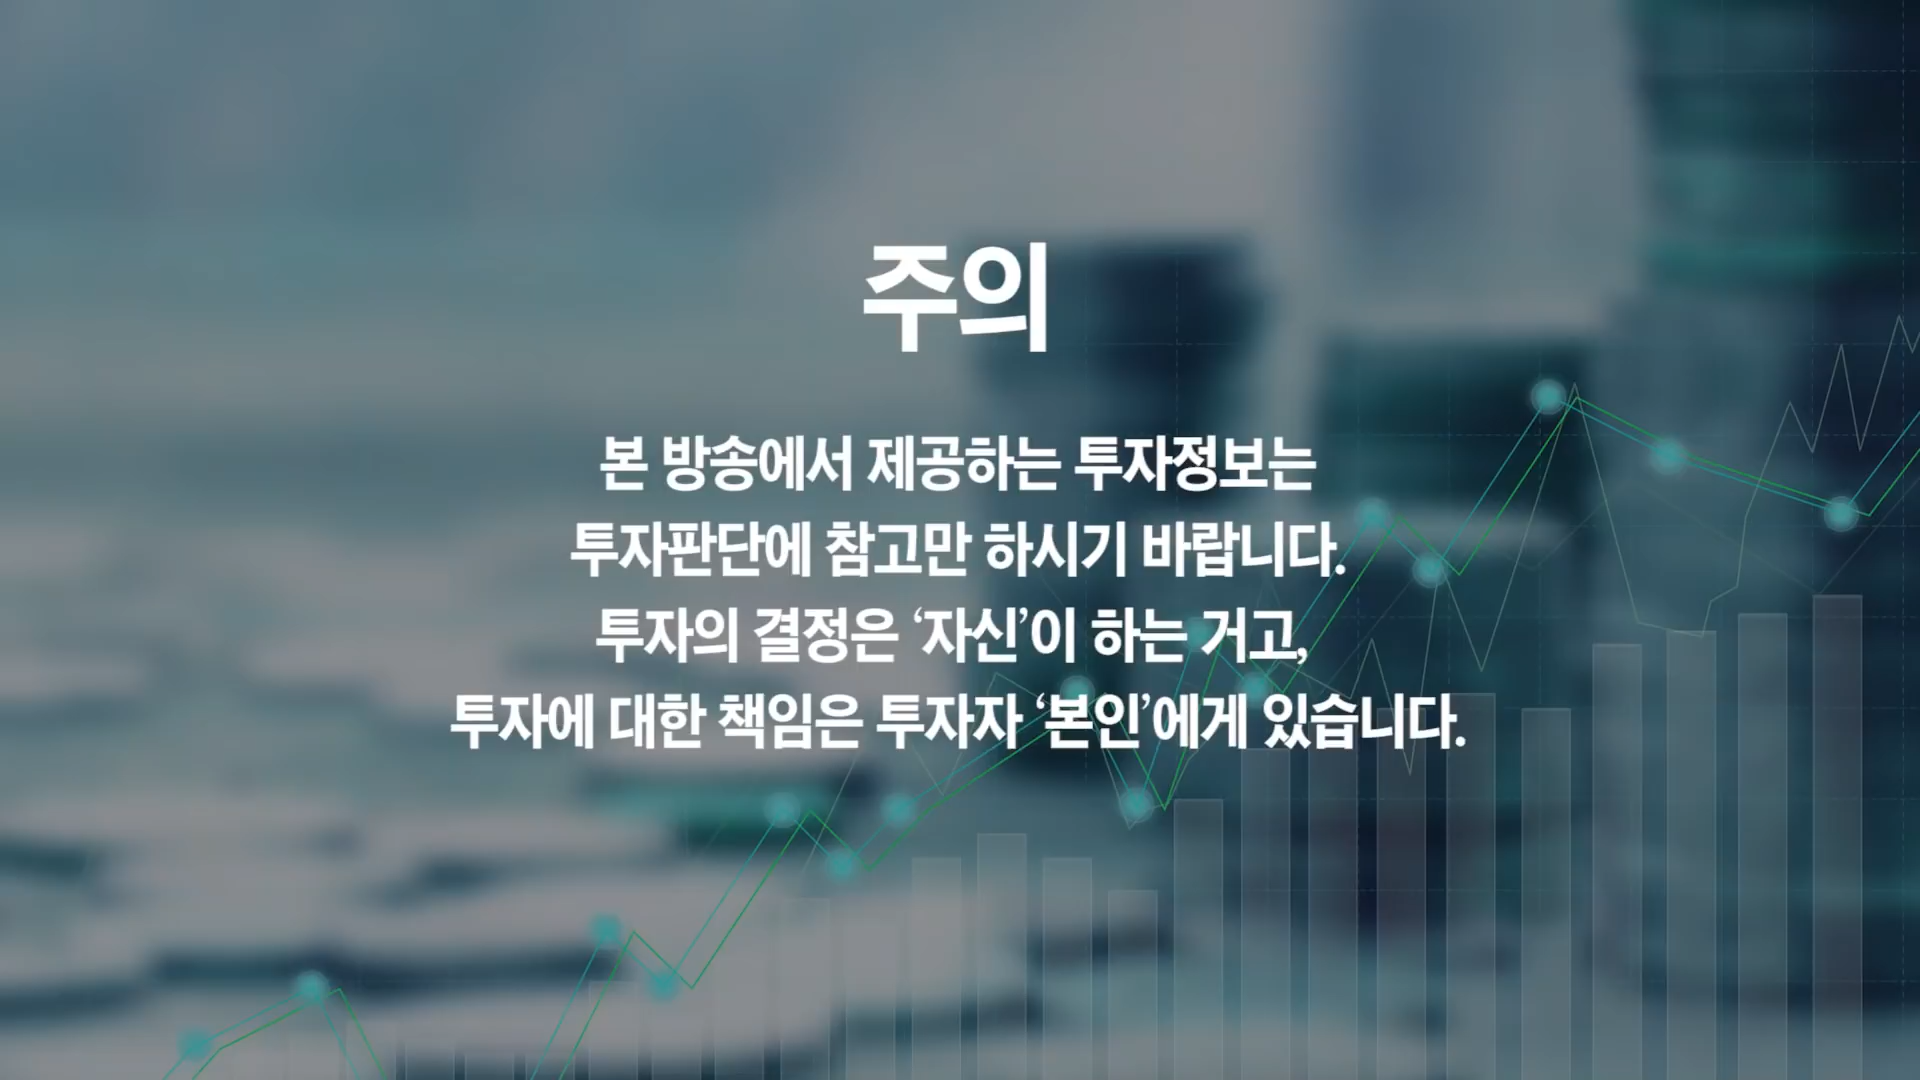 주의
본 방송에서 제공하는 투자정보는
투자판단에 참고만 하시기 바랍니다.
투자의 결정은 ‘자신’이 하는 거고,
투자에 대한 책임은 투자자 ‘본인’에게 있습니다.